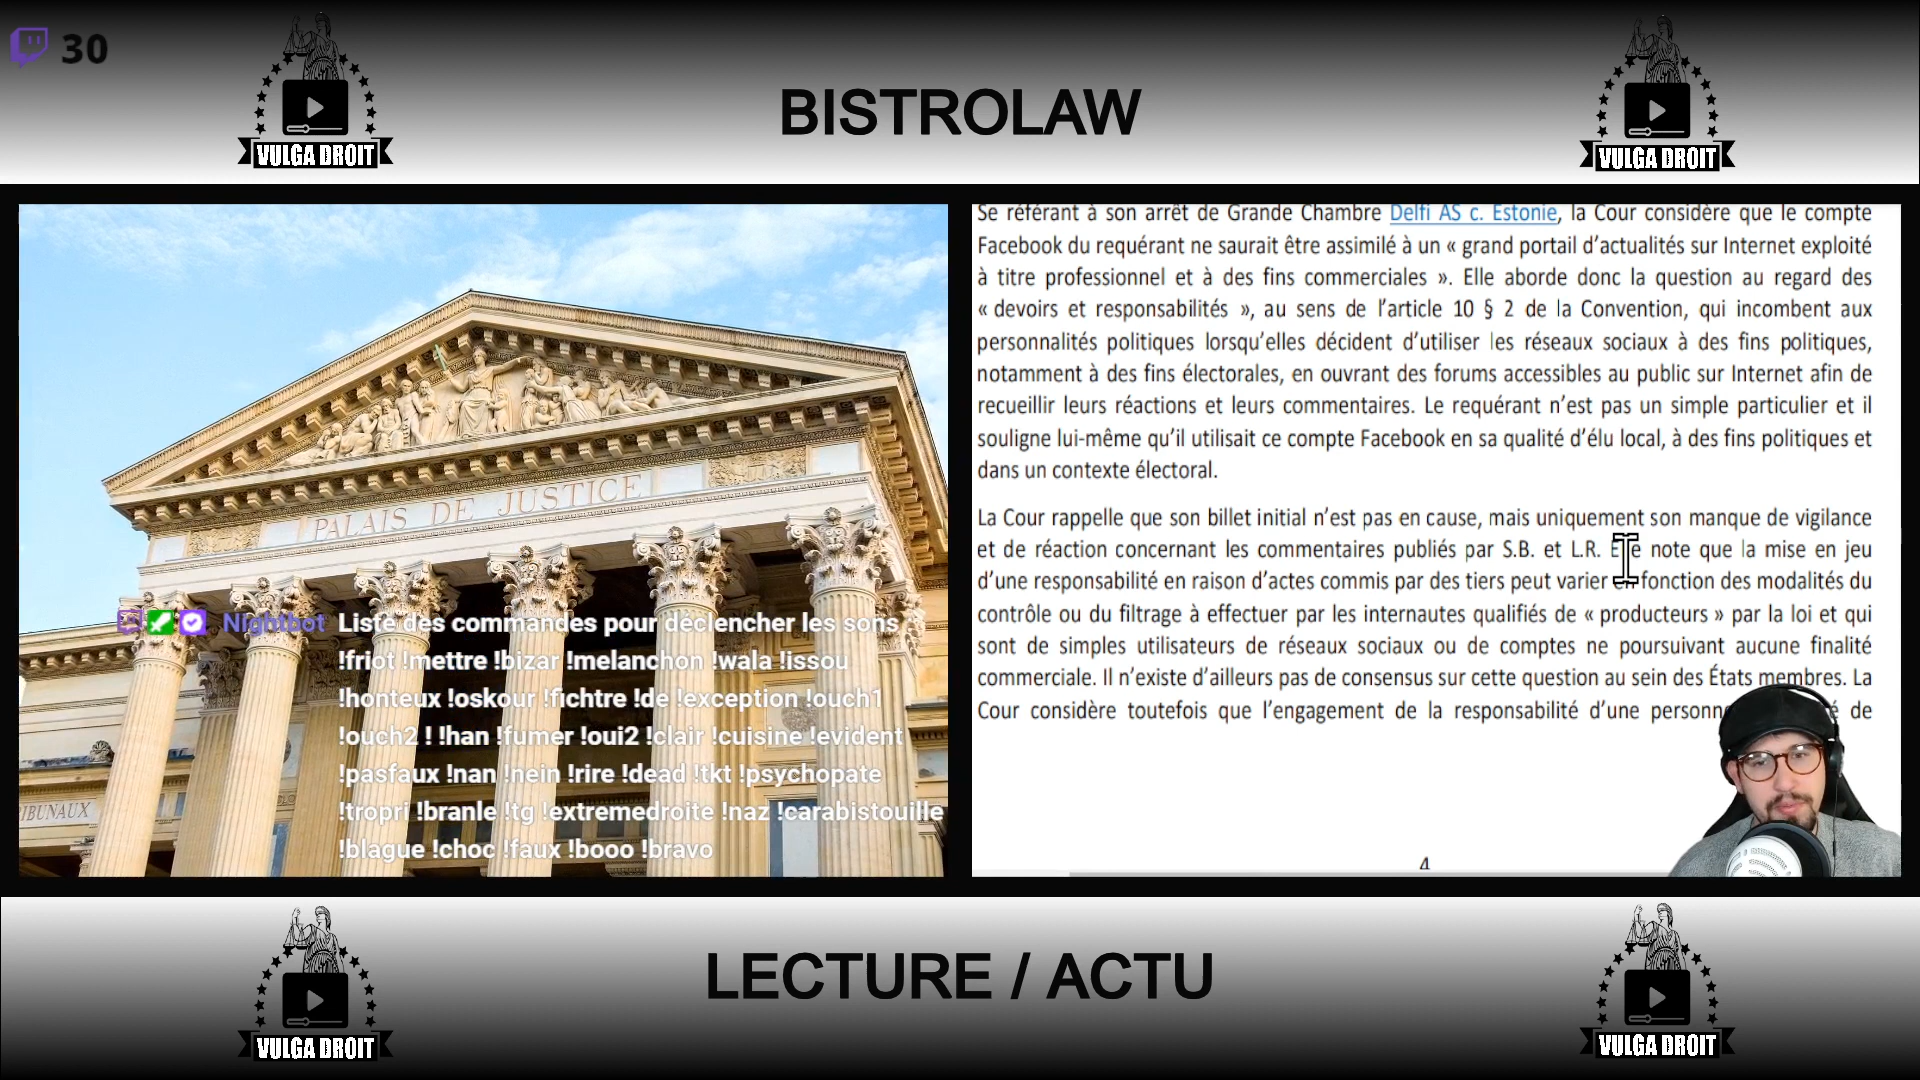 30
VULGA DROIT
BISTROLAW
VULGA DROIT
PALAIS DE JUSTICE
Nightbot Liste des commandes pour déclencher les sons
!friot !mettre !bizar !melanchon !wala !issou
!honteux !oskour !fichtre !de !exception !ouch1
!ouch2 ! !han !fumer !oui2 !clair !cuisine !evident
!pasfaux !nan !nein !rire !dead !tkt !psychopate
!tropri !branle !tg !extremedroite !naz !carabistouille
!blague !choc !faux !booo !bravo
Se référant à son arrêt de Grande Chambre Delfi AS c. Estonie, la Cour considère que le compte
Facebook du requérant ne saurait être assimilé à un « grand portail d’actualités sur Internet exploité
à titre professionnel et à des fins commerciales ». Elle aborde donc la question au regard des
« devoirs et responsabilités », au sens de l’article 10 § 2 de la Convention, qui incombent aux
personnalités politiques lorsqu’elles décident d’utiliser les réseaux sociaux à des fins politiques,
notamment à des fins électorales, en ouvrant des forums accessibles au public sur Internet afin de
recueillir leurs réactions et leurs commentaires. Le requérant n’est pas un simple particulier et il
souligne lui-même qu’il utilisait ce compte Facebook en sa qualité d’élu local, à des fins politiques et
dans un contexte électoral.
La Cour rappelle que son billet initial n’est pas en cause, mais uniquement son manque de vigilance
et de réaction concernant les commentaires publiés par S.B. et L.R. Elle note que la mise en jeu
d’une responsabilité en raison d’actes commis par des tiers peut varier fonction des modalités du
contrôle ou du filtrage à effectuer par les internautes qualifiés de « producteurs » par la loi et qui
sont de simples utilisateurs de réseaux sociaux ou de comptes ne poursuivant aucune finalité
commerciale. Il n’existe d’ailleurs pas de consensus sur cette question au sein des États membres. La
Cour considère toutefois que l’engagement de la responsabilité d’une de
4
VULGA DROIT
LECTURE / ACTU
VULGA DROIT